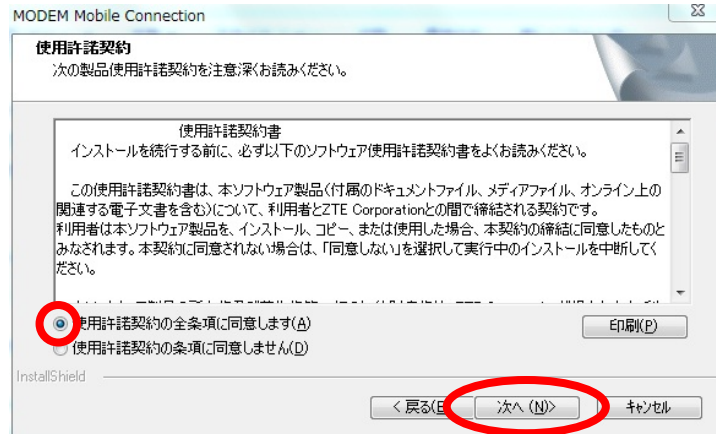 MODEM Mobile Connection
使用許諾契約
次の製品使用許諾契約を注意深くお読みください。
使用許諾契約書
インストールを続行する前に、必ず以下のソフトウェア使用許諾契約書をよくお読みください。
この使用許諾契約書は、本ソフトウェア製品(付属のドキュメントファイル、メディアファイル、オンライン上の
関連する電子文書を含む)について、利用者とZTE Corporationとの間で締結される契約です。
利用者は本ソフトウェア製品を、インストール、コピー、または使用した場合、本契約の締結に同意したものと
みなされます。本契約に同意されない場合は、「同意しない」を選択して実行中のインストールを中断してく
ださい。
使用許諾契約の全条項に同意します(A)
印刷(P)
使用許諾契約の条項に同意しません(D)
InstallShield
< 戻る(B
次へ (N)>
キャンセル